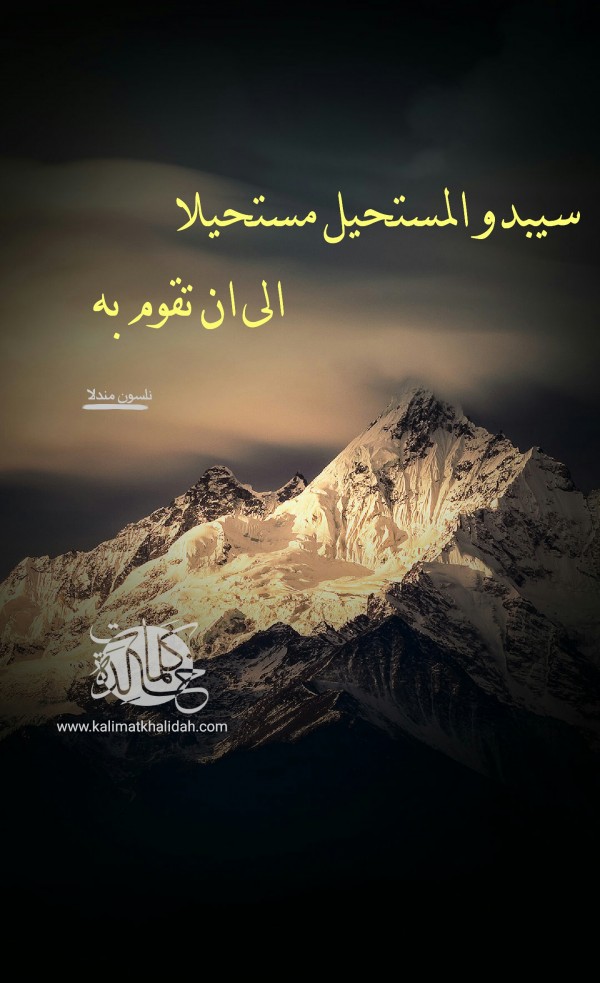 سيبدو المستحيل مستحيلا
الى ان تقوم به
نلسون مندلا
كلمات خالدة
www.kalimatkhalidah.com